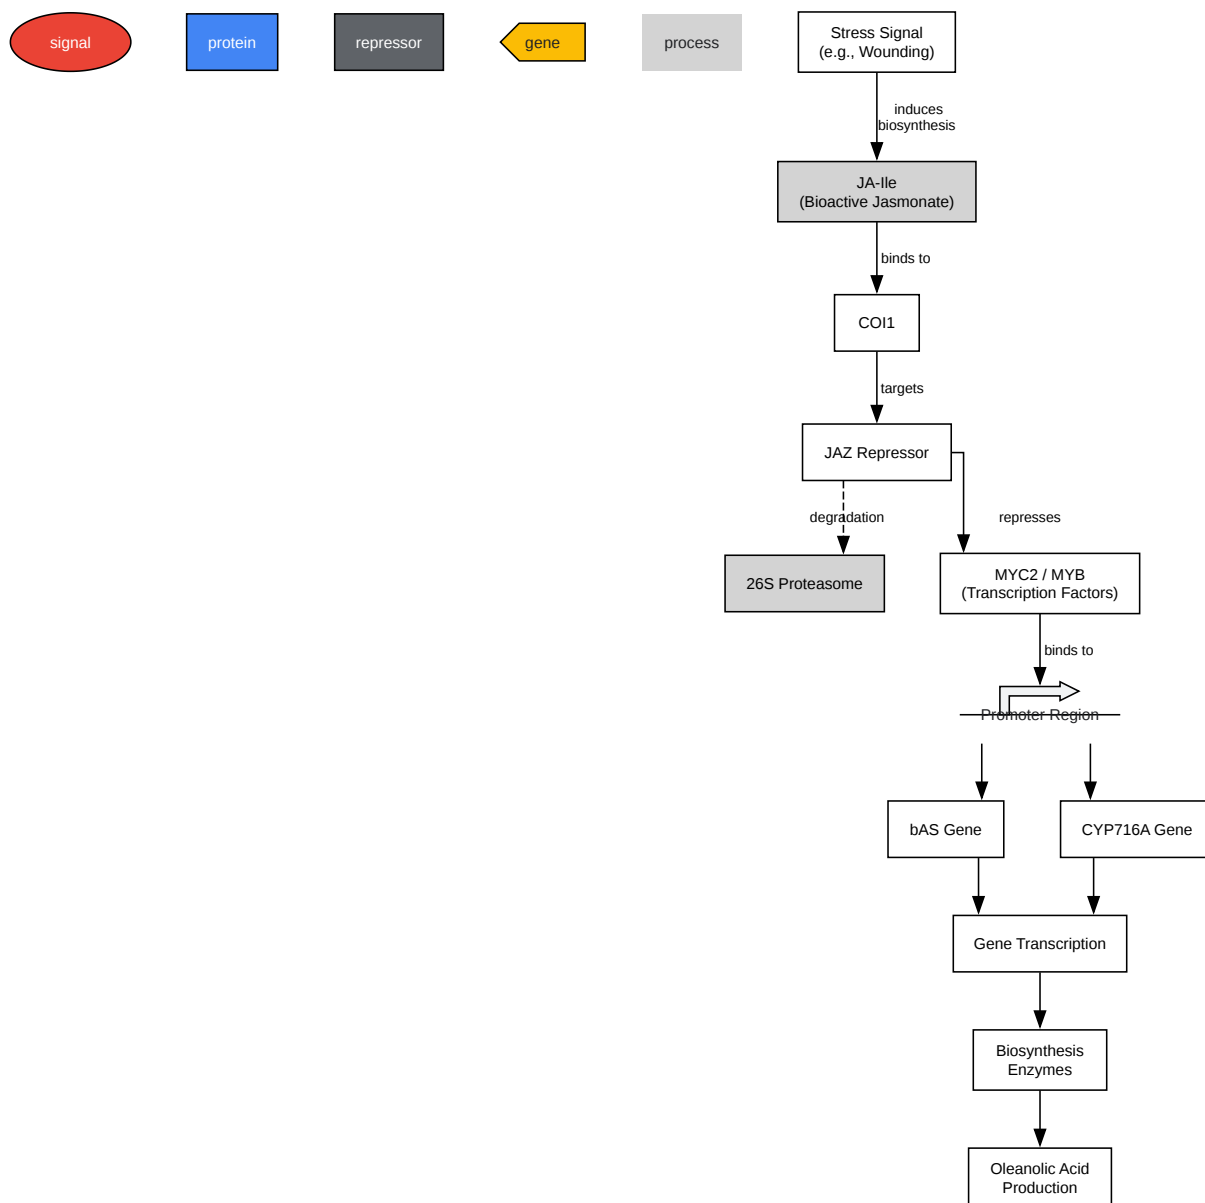 signal
protein
repressor
gene
process
Stress Signal
(e.g., Wounding)
induces
biosynthesis
JA-Ile
(Bioactive Jasmonate)
binds to
COI1
targets
JAZ Repressor
degradation
represses
26S Proteasome
MYC2 / MYB
(Transcription Factors)
binds to
Promoter Region
bAS Gene
CYP716A Gene
Gene Transcription
Biosynthesis
Enzymes
Oleanolic Acid
Production